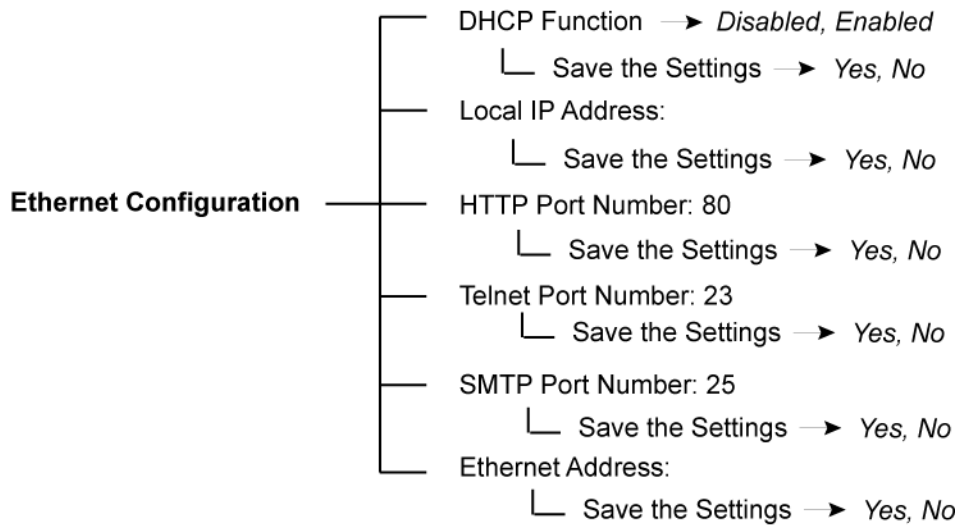 DHCP Function → Disabled, Enabled
Save the Settings → Yes, No
Local IP Address:
Save the Settings → Yes, No
Ethernet Configuration
HTTP Port Number: 80
Save the Settings → Yes, No
Telnet Port Number: 23
Save the Settings → Yes, No
SMTP Port Number: 25
Save the Settings → Yes, No
Ethernet Address:
Save the Settings → Yes, No